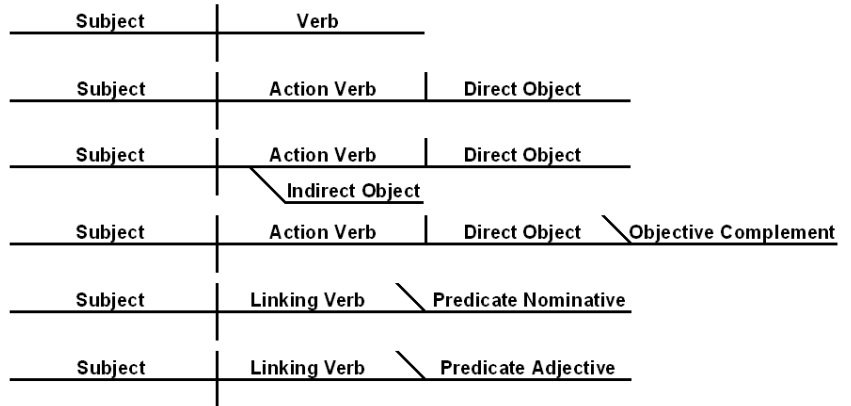 Subject Verb
Subject Action Verb Direct Object
Subject Action Verb Direct Object
Indirect Object
Subject Action Verb Direct Object Objective Complement
Subject Linking Verb Predicate Nominative
Subject Linking Verb Predicate Adjective